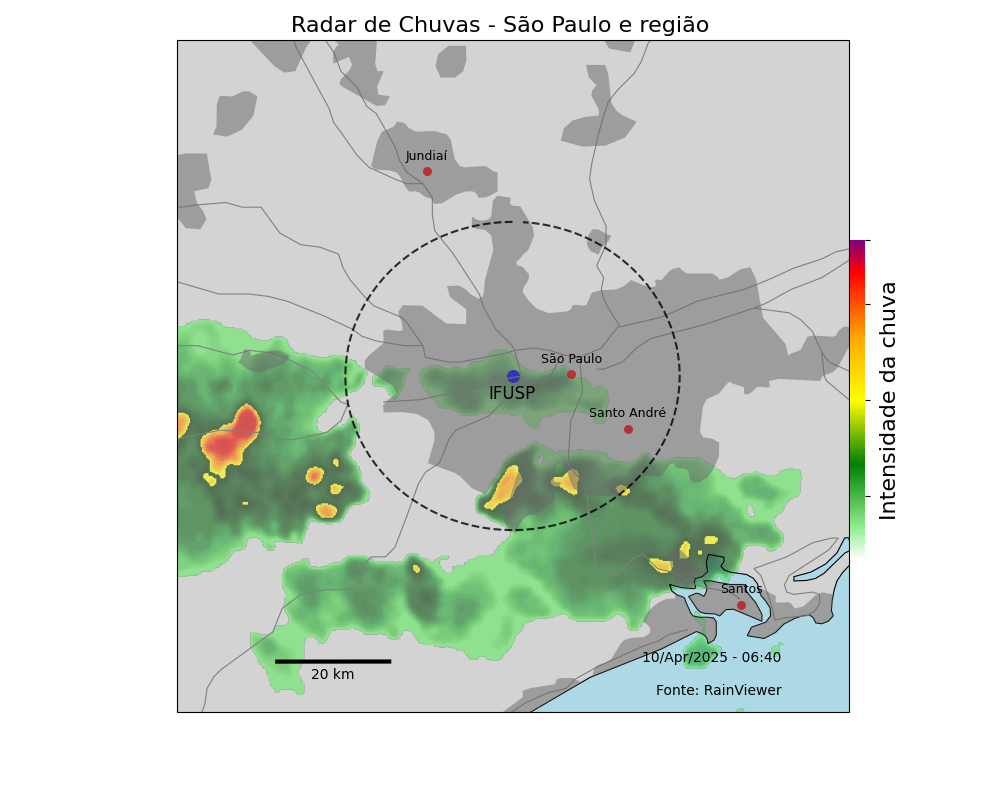 Radar de Chuvas - São Paulo e região
Jundiaí
São Paulo
IFUSP
Santo André
Santos
10/Apr/2025 - 06:40
20 km
Fonte: RainViewer
Intensidade da chuva